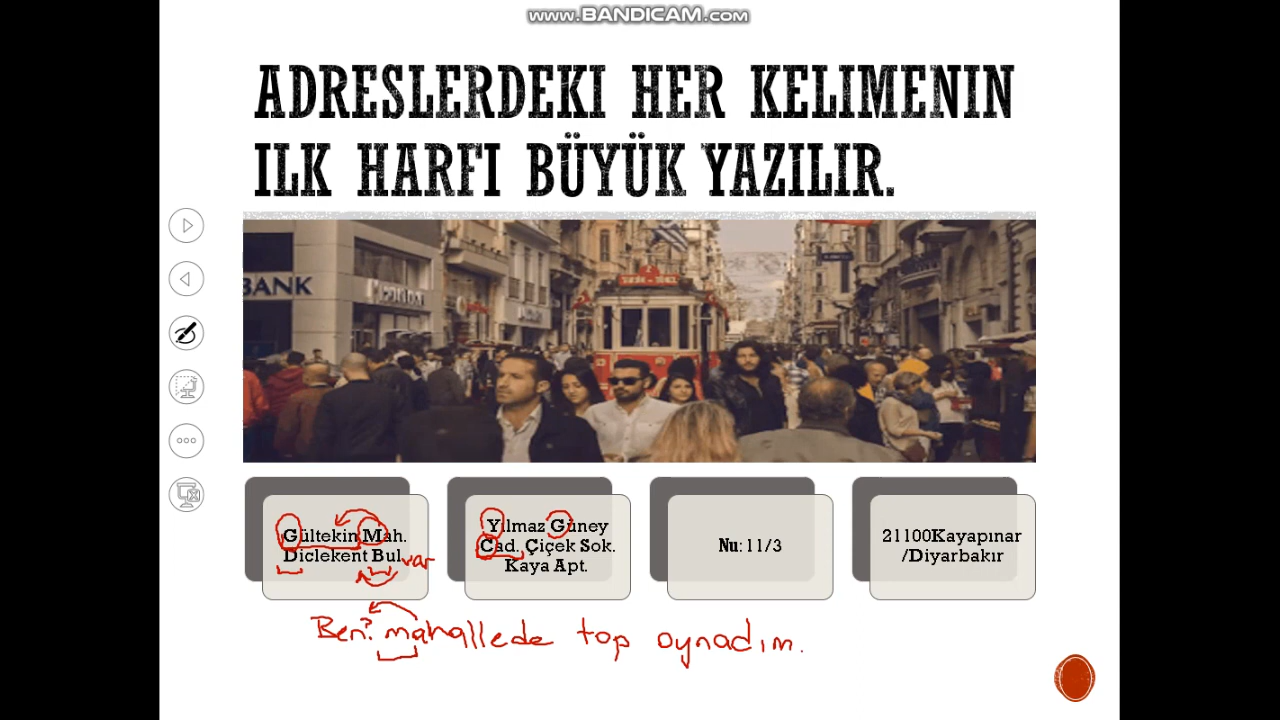 www.BANDICAM.com
ADRESLERDEKI HER KELIMENIN
ILK HARFI BÜYÜK YAZILIR.
BANK
Gültekin Mah.
Diclekent Bul.
var
Yılmaz Güney
Cad. Çiçek Sok.
Kaya Apt.
Nu: 11/3
21100Kayapınar
/Diyarbakır
Ben ? mahallede top oynadım.